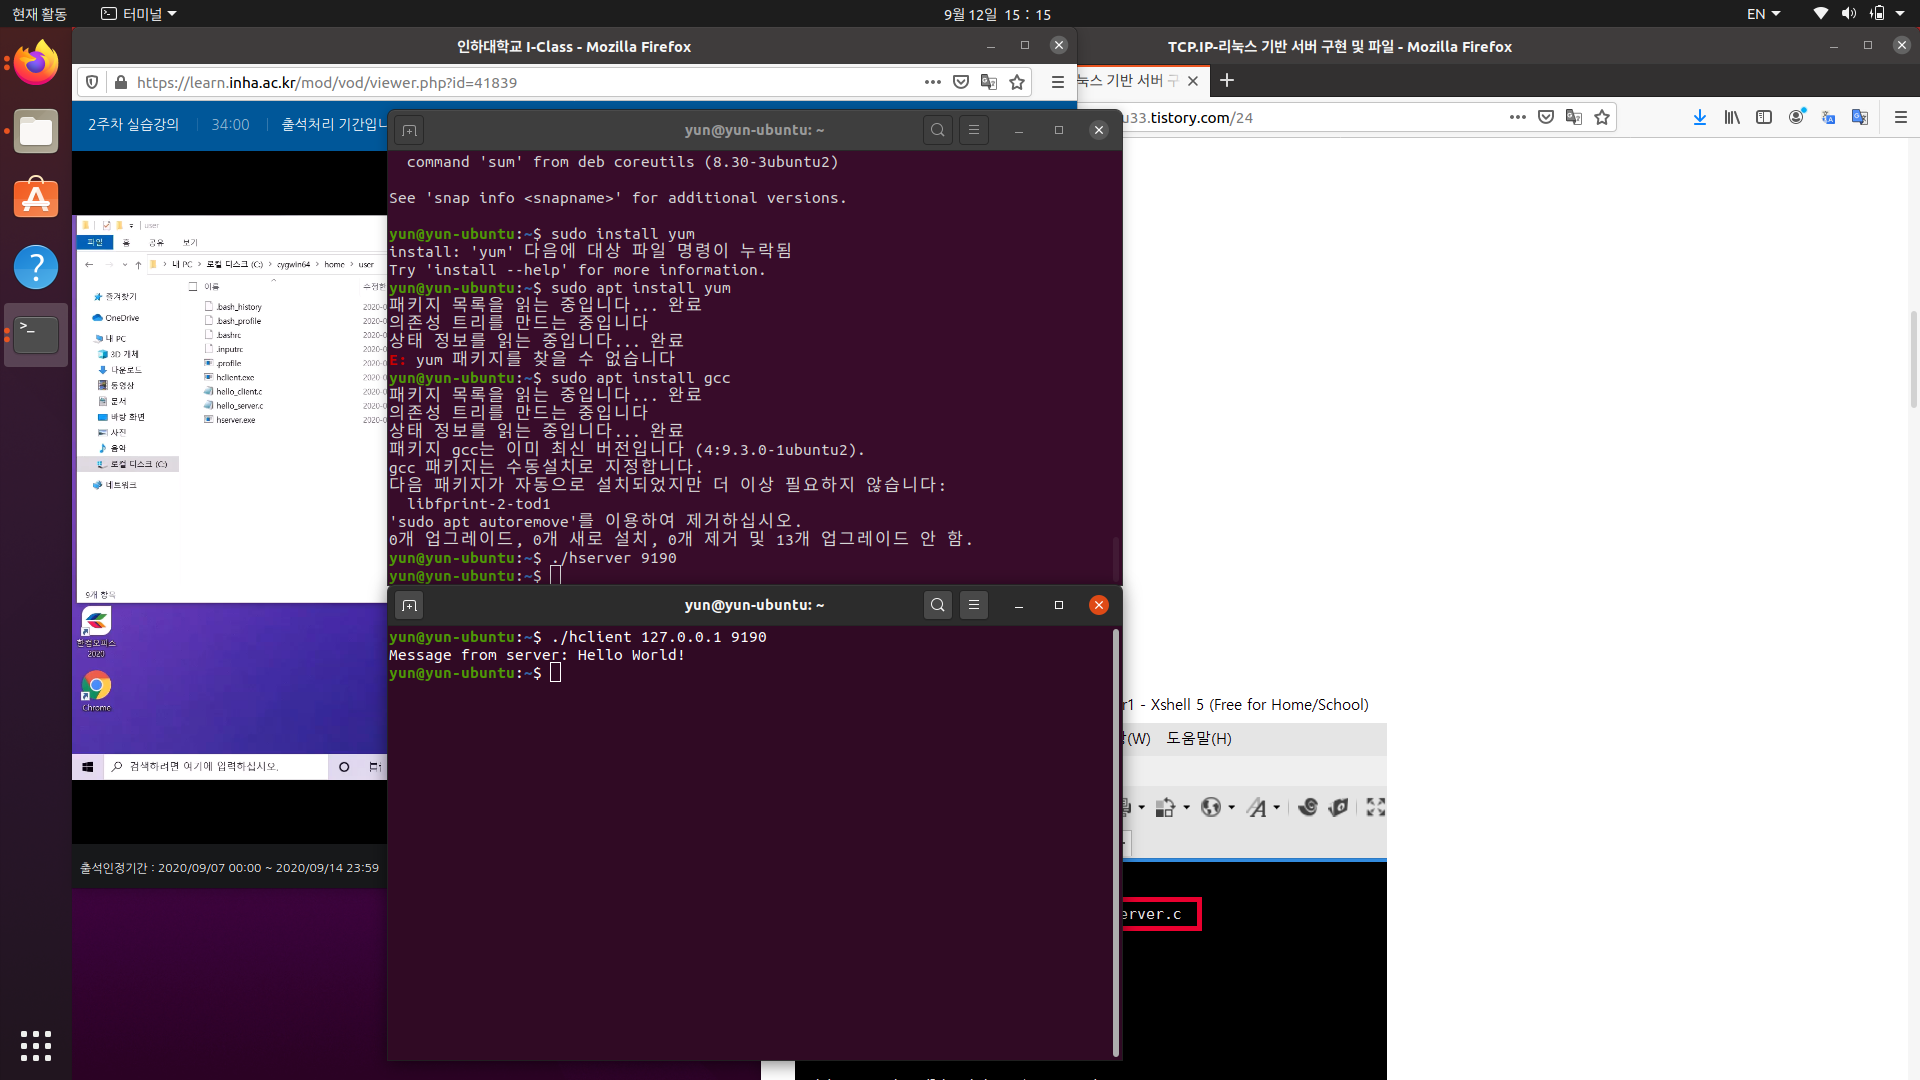 현재 활동
터미널
9월 12일 15 : 15
EN
인하대학교 I-Class - Mozilla Firefox
TCP.IP-리눅스 기반 서버 구현 및 파일 - Mozilla Firefox
https://learn.inha.ac.kr/mod/vod/viewer.php?id=41839
눅스 기반 서버 구
u33.tistory.com/24
2주차 실습강의
34:00
출석처리 기간입니
yun@yun-ubuntu: ~
command 'sum' from deb coreutils (8.30-3ubuntu2)
See 'snap info <snapname>' for additional versions.
yun@yun-ubuntu:~$ sudo install yum
install: 'yum' 다음에 대상 파일 명령이 누락됨
Try 'install --help' for more information.
yun@yun-ubuntu:~$ sudo apt install yum
패키지 목록을 읽는 중입니다... 완료
의존성 트리를 만드는 중입니다
상태 정보를 읽는 중입니다... 완료
E: yum 패키지를 찾을 수 없습니다
yun@yun-ubuntu:~$ sudo apt install gcc
패키지 목록을 읽는 중입니다... 완료
의존성 트리를 만드는 중입니다
상태 정보를 읽는 중입니다... 완료
패키지 gcc는 이미 최신 버전입니다 (4:9.3.0-1ubuntu2).
gcc 패키지는 수동설치로 지정합니다.
다음 패키지가 자동으로 설치되었지만 더 이상 필요하지 않습니다:
libfprint-2-tod1
'sudo apt autoremove'를 이용하여 제거하십시오.
0개 업그레이드, 0개 새로 설치, 0개 제거 및 13개 업그레이드 안 함.
yun@yun-ubuntu:~$ ./hserver 9190
yun@yun-ubuntu:~$
yun@yun-ubuntu: ~
yun@yun-ubuntu:~$ ./hclient 127.0.0.1 9190
Message from server: Hello World!
yun@yun-ubuntu:~$
user
파일 홈 공유 보기
내 PC > 로컬 디스크 (C:) > cygwin64 > home > user
이름
수정한
즐겨찾기
OneDrive
내 PC
3D 개체
다운로드
동영상
문서
바탕 화면
사진
음악
로컬 디스크 (C:)
네트워크
.bash_history 2020-0
.bash_profile 2020-0
.bashrc 2020-0
.inputrc 2020-0
.profile 2020-0
hclient.exe 2020-0
hello_client.c 2020-0
hello_server.c 2020-0
hserver.exe 2020-0
9개 항목
한컴오피스
2020
Chrome
검색하려면 여기에 입력하십시오.
출석인정기간 : 2020/09/07 00:00 ~ 2020/09/14 23:59
r1 - Xshell 5 (Free for Home/School)
(W) 도움말(H)
erver.c